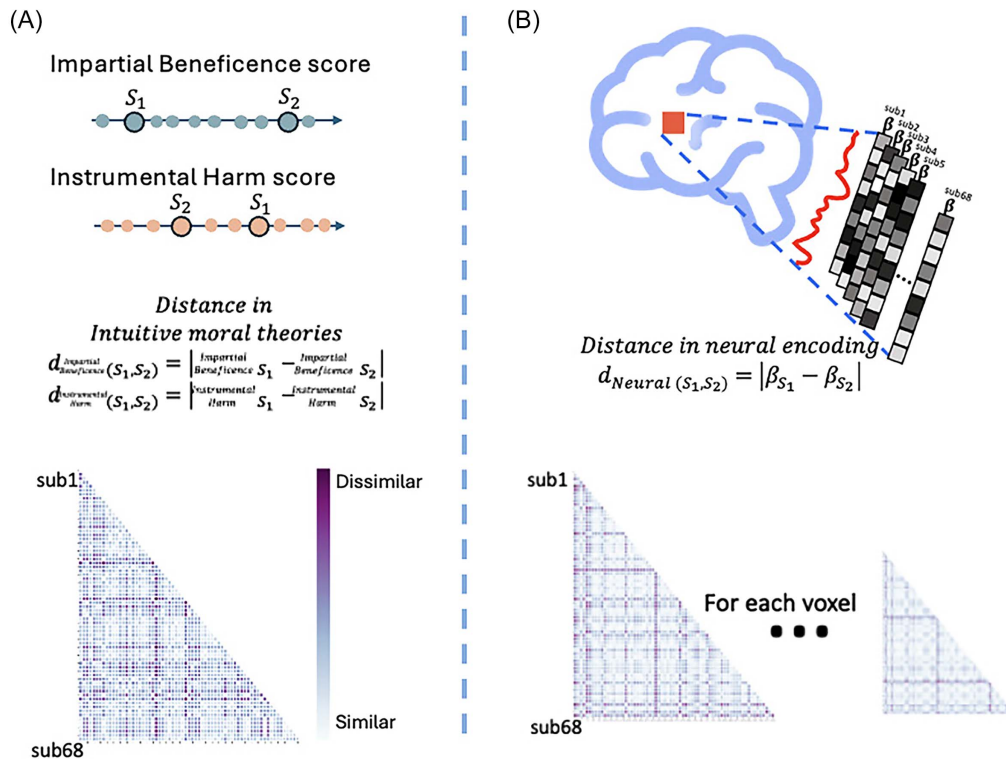 (A)
Impartial Beneficence score
S₁ S₂
Instrumental Harm score
S₂ S₁
Distance in
Intuitive moral theories
d Impartial Beneficence (S₁,S₂) = | Impartial Beneficence S₁ − Impartial Beneficence S₂ |
d Instrumental Harm (S₁,S₂) = | Instrumental Harm S₁ − Instrumental Harm S₂ |
sub1
Dissimilar
Similar
sub68
(B)
sub1 β
sub2 β
sub3 β
sub4 β
sub5 β
sub68 β
Distance in neural encoding
d Neural (S₁,S₂) = |β S₁ − β S₂|
sub1
For each voxel
sub68